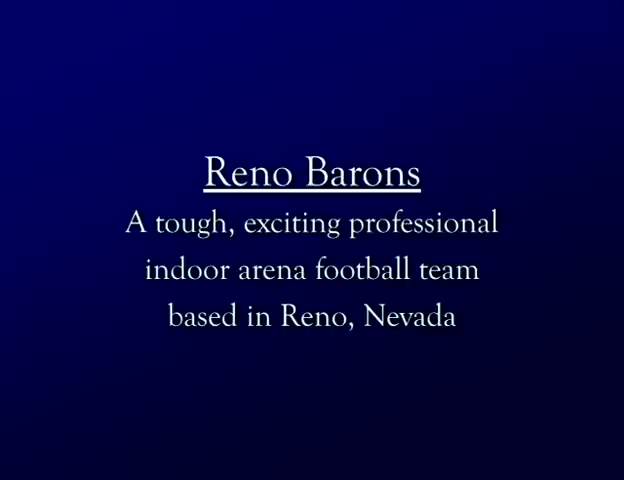 Reno Barons
A tough, exciting professional
indoor arena football team
based in Reno, Nevada